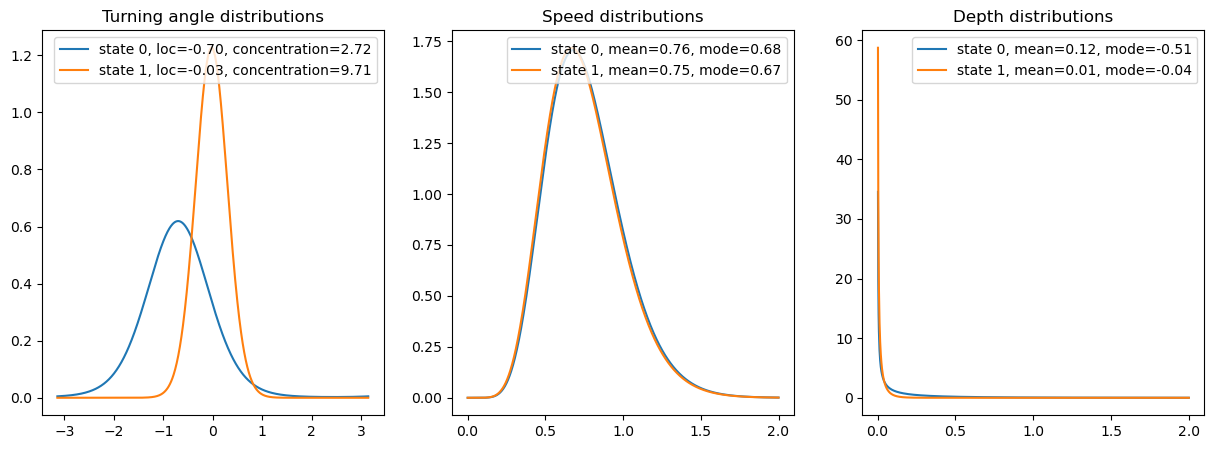 Turning angle distributions
state 0, loc=-0.70, concentration=2.72
state 1, loc=-0.03, concentration=9.71
1.2
1.0
0.8
0.6
0.4
0.2
0.0
−3 −2 −1 0 1 2 3
Speed distributions
state 0, mean=0.76, mode=0.68
state 1, mean=0.75, mode=0.67
1.75
1.50
1.25
1.00
0.75
0.50
0.25
0.00
0.0 0.5 1.0 1.5 2.0
Depth distributions
state 0, mean=0.12, mode=-0.51
state 1, mean=0.01, mode=-0.04
60
50
40
30
20
10
0
0.0 0.5 1.0 1.5 2.0